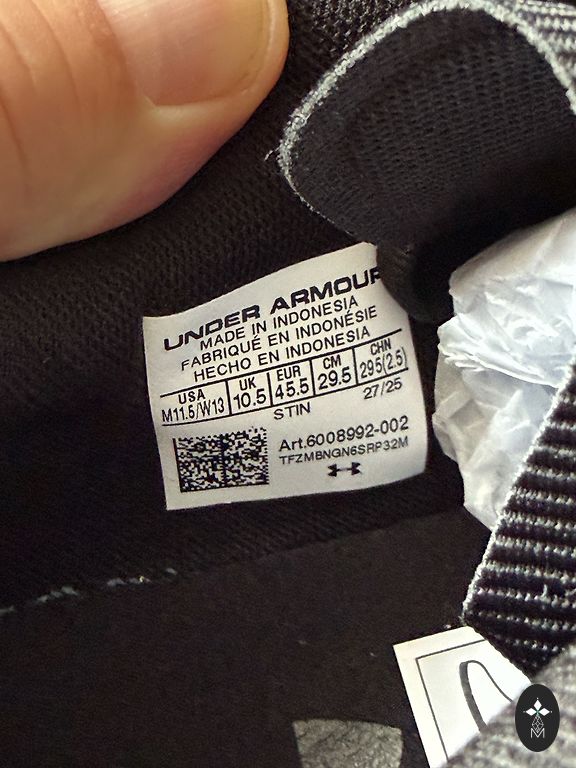 UNDER ARMOUR
MADE IN INDONESIA
FABRIQUÉ EN INDONÉSIE
HECHO EN INDONESIA
USA UK EUR CM CHN
M11.5/W13 10.5 45.5 29.5 295(2.5)
STIN 27/25
Art.6008992-002
TFZMBNGN6SRP32M
M